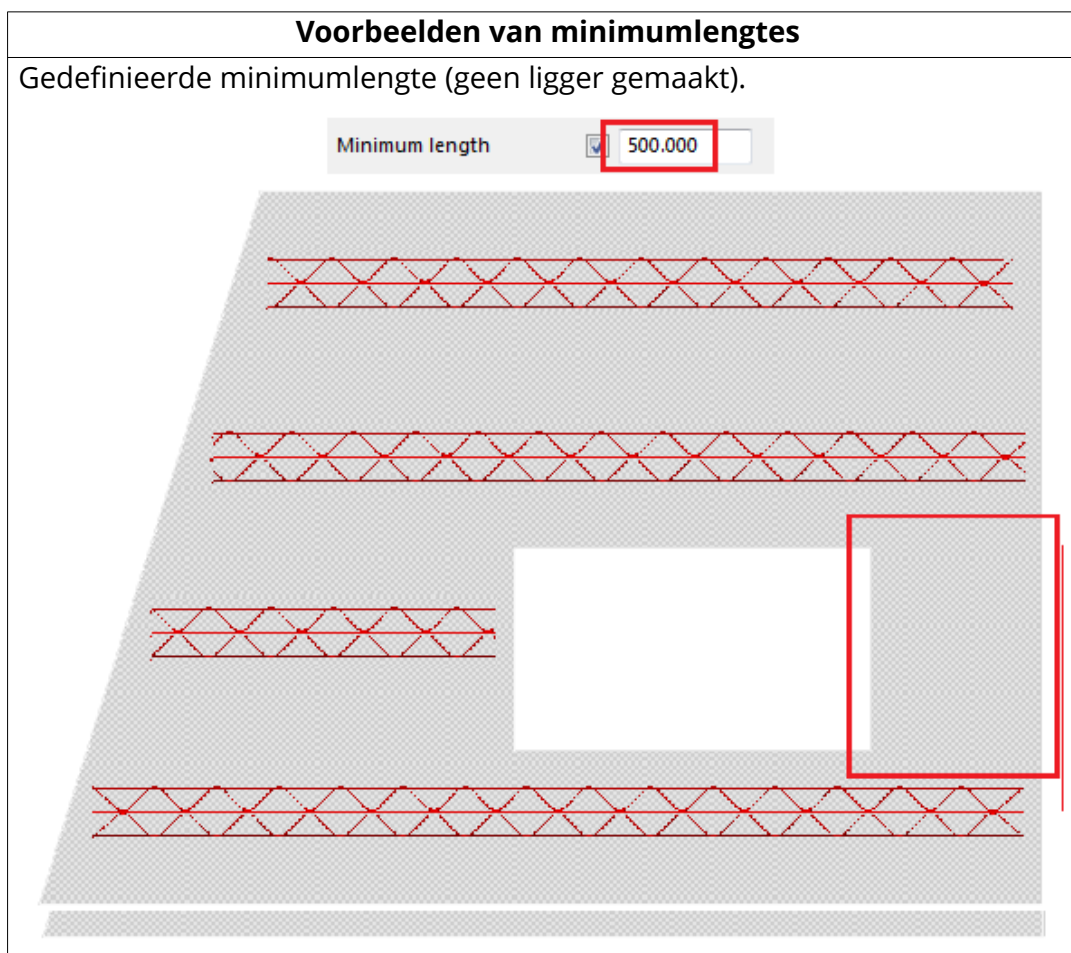 Voorbeelden van minimumlengtes
Gedefinieerde minimumlengte (geen ligger gemaakt).
Minimum length 500.000